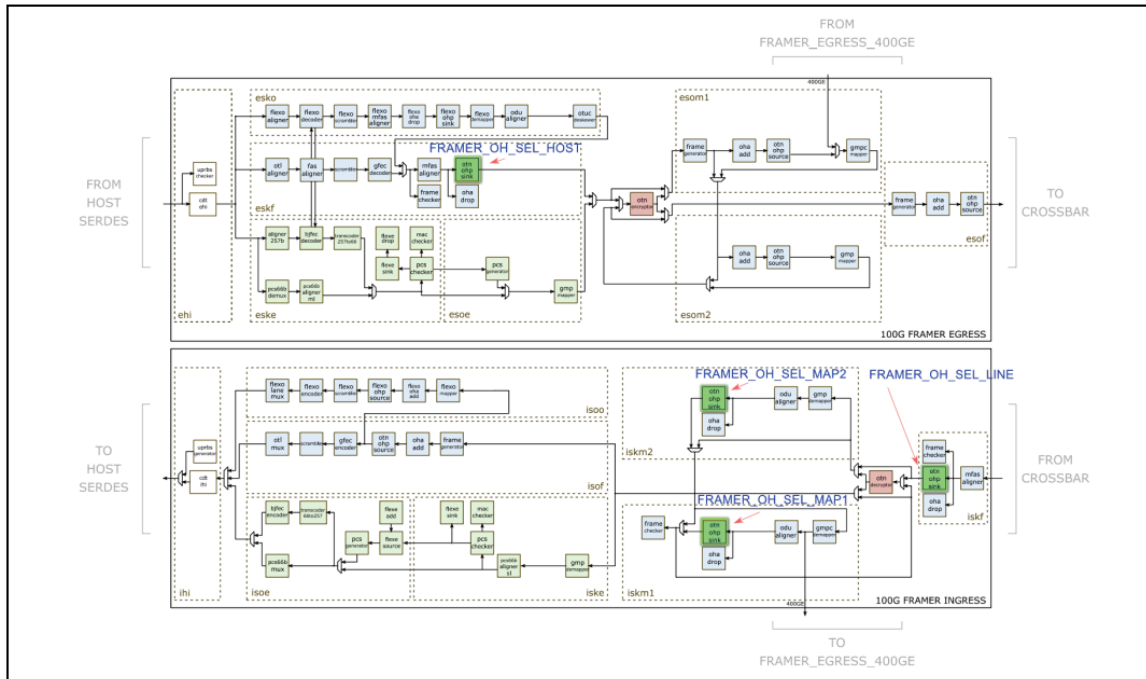 FROM
FRAMER_EGRESS_400GE
400GE
esko
flexo
aligner
flexo
decoder
flexo
scrambler
flexo
mfas
aligner
flexo
oha
drop
flexo
ohp
sink
flexo
demapper
odu
aligner
otuc
deskewer
esom1
FRAMER_OH_SEL_HOST
uprbs
checker
cdt
ehi
otl
aligner
fas
aligner
scrambler
gfec
decoder
mfas
aligner
otn
ohp
sink
frame
checker
oha
drop
eskf
frame
generator
oha
add
otn
ohp
source
gmpc
mapper
FROM
HOST
SERDES
otn
encryptor
frame
generator
oha
add
otn
ohp
source
esof
TO
CROSSBAR
aligner
257b
bjfec
decoder
transcoder
257b66
flexe
drop
mac
checker
flexe
sink
pcs
checker
pcs
generator
oha
add
otn
ohp
source
gmp
mapper
pcs66b
demux
pcs66b
aligner
ml
gmp
mapper
ehi
eske
esoe
esom2
100G FRAMER EGRESS
FRAMER_OH_SEL_MAP2
FRAMER_OH_SEL_LINE
flexo
lane
mux
flexo
encoder
flexo
scrambler
flexo
ohp
source
flexo
oha add
flexo
mapper
isoo
otn
ohp
sink
odu
aligner
gmp
demapper
oha
drop
iskm2
TO
HOST
SERDES
uprbs
generator
cdt
ihi
otl
mux
scrambler
gfec
encoder
otn
ohp
source
oha
add
frame
generator
isof
frame
checker
otn
ohp
sink
mfas
aligner
oha
drop
iskf
otn
decryptor
FROM
CROSSBAR
FRAMER_OH_SEL_MAP1
bjfec
encoder
transcoder
66b257
flexe
add
flexe
sink
mac
checker
pcs
generator
flexe
source
pcs
checker
pcs66b
mux
pcs66b
aligner
sl
gmp
demapper
frame
checker
otn
ohp
sink
odu
aligner
gmpc
demapper
oha
drop
ihi
isoe
iske
iskm1
100G FRAMER INGRESS
400GE
TO
FRAMER_EGRESS_400GE